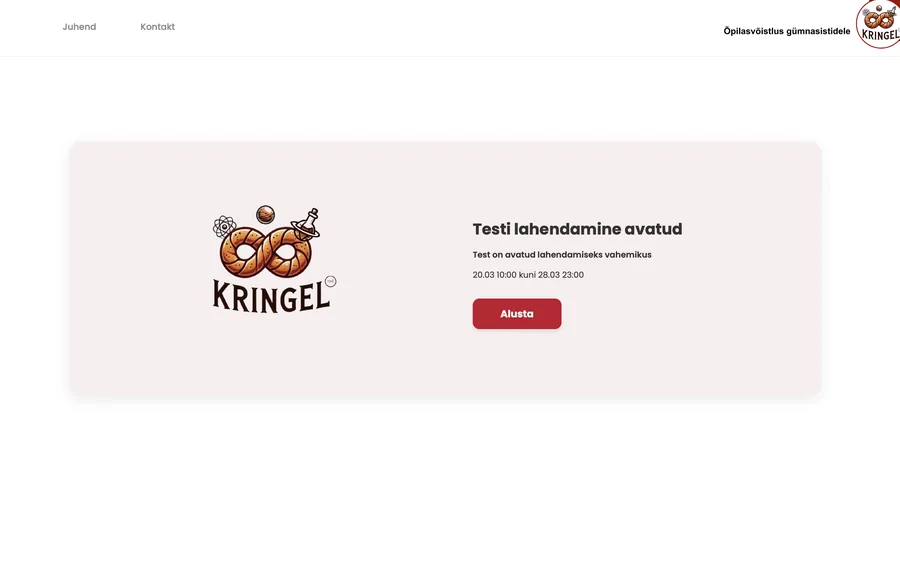 Juhend
Kontakt
Õpilasvõistlus gümnasistidele
KRINGEL
KRINGEL
Testi lahendamine avatud
Test on avatud lahendamiseks vahemikus
20.03 10:00 kuni 28.03 23:00
Alusta